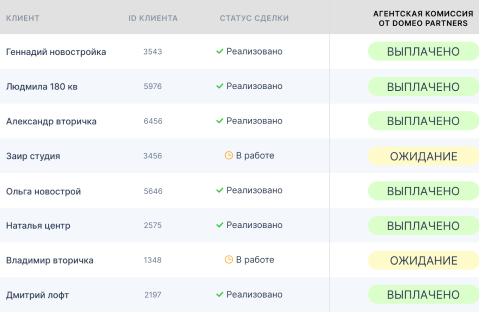 КЛИЕНТ ID КЛИЕНТА СТАТУС СДЕЛКИ АГЕНТСКАЯ КОМИССИЯ
ОТ DOMEO PARTNERS
Геннадий новостройка 3543 Реализовано ВЫПЛАЧЕНО
Людмила 180 кв 5976 Реализовано ВЫПЛАЧЕНО
Александр вторичка 6456 Реализовано ВЫПЛАЧЕНО
Заир студия 3456 В работе ОЖИДАНИЕ
Ольга новострой 5646 Реализовано ВЫПЛАЧЕНО
Наталья центр 2575 Реализовано ВЫПЛАЧЕНО
Владимир вторичка 1348 В работе ОЖИДАНИЕ
Дмитрий лофт 2197 Реализовано ВЫПЛАЧЕНО